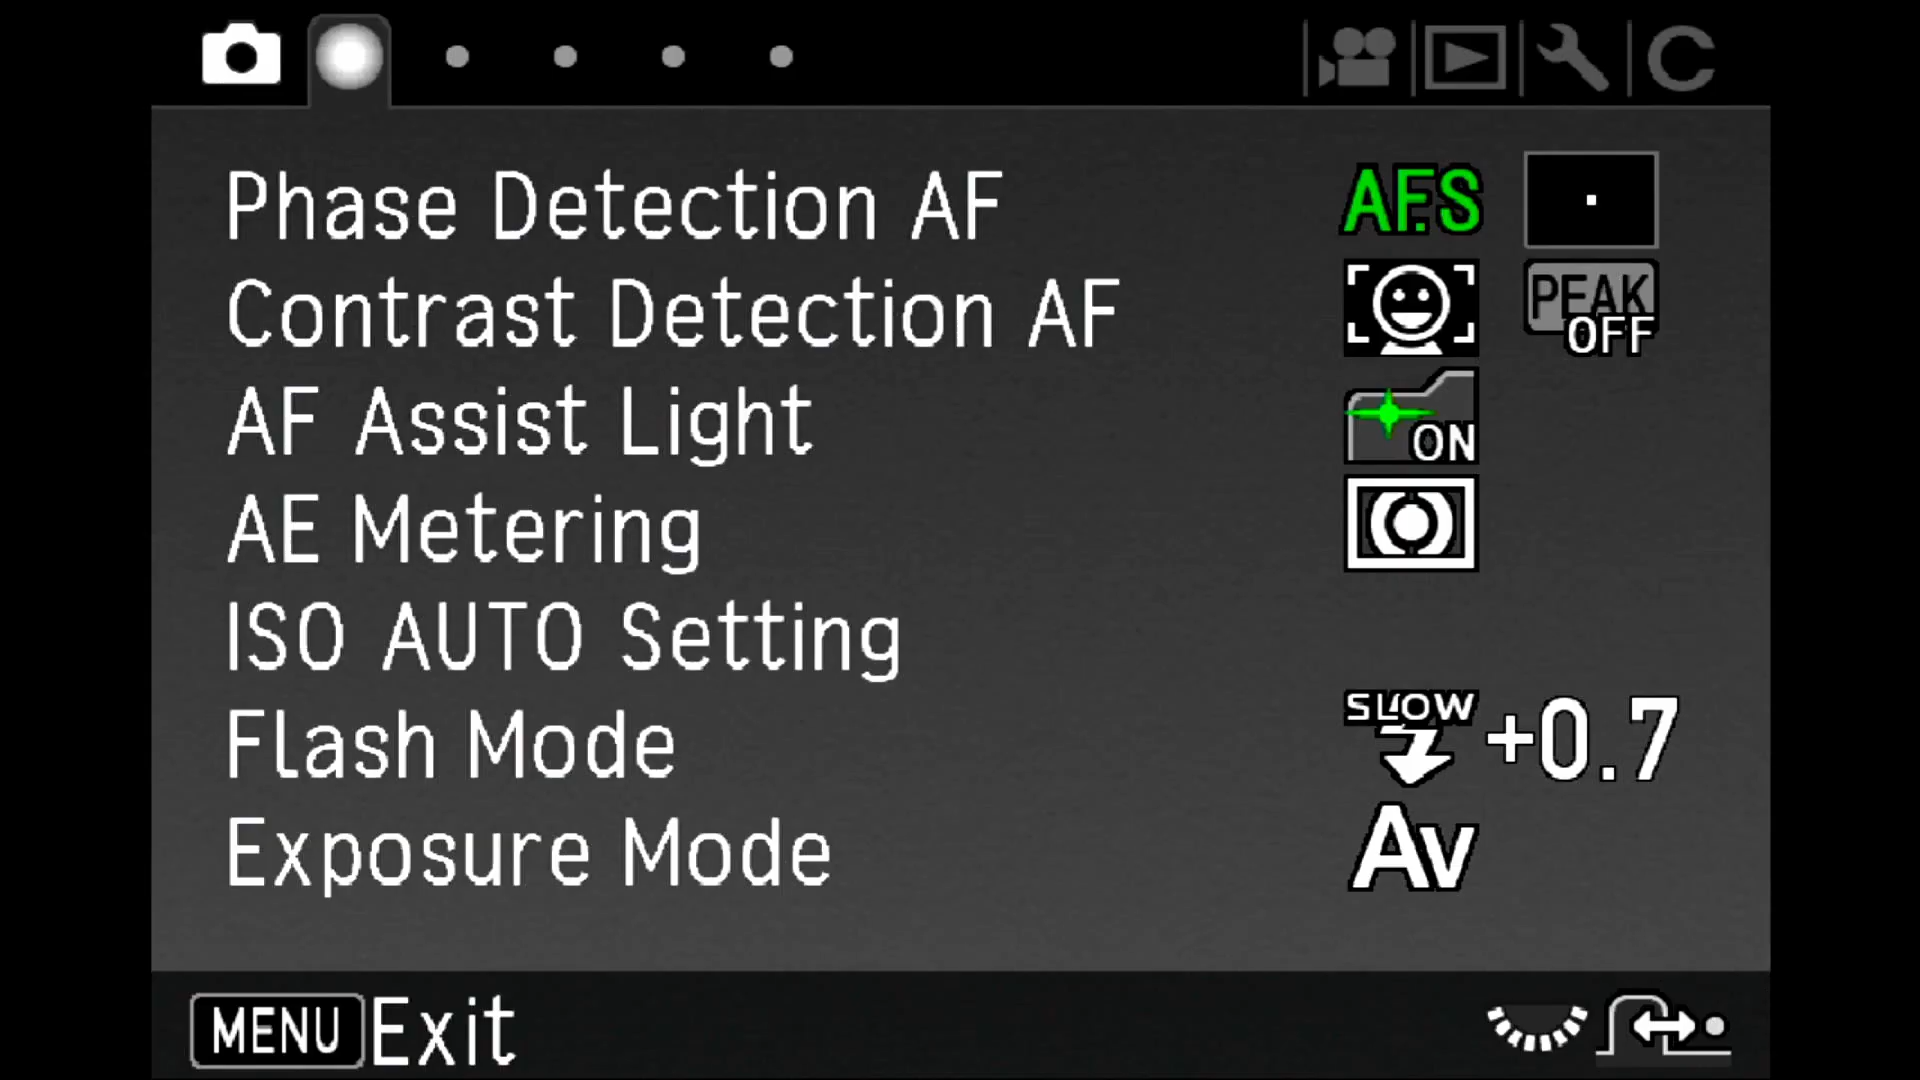 C
Phase Detection AF AF.S
Contrast Detection AF PEAK OFF
AF Assist Light ON
AE Metering
ISO AUTO Setting
Flash Mode SLOW +0.7
Exposure Mode Av
MENU Exit